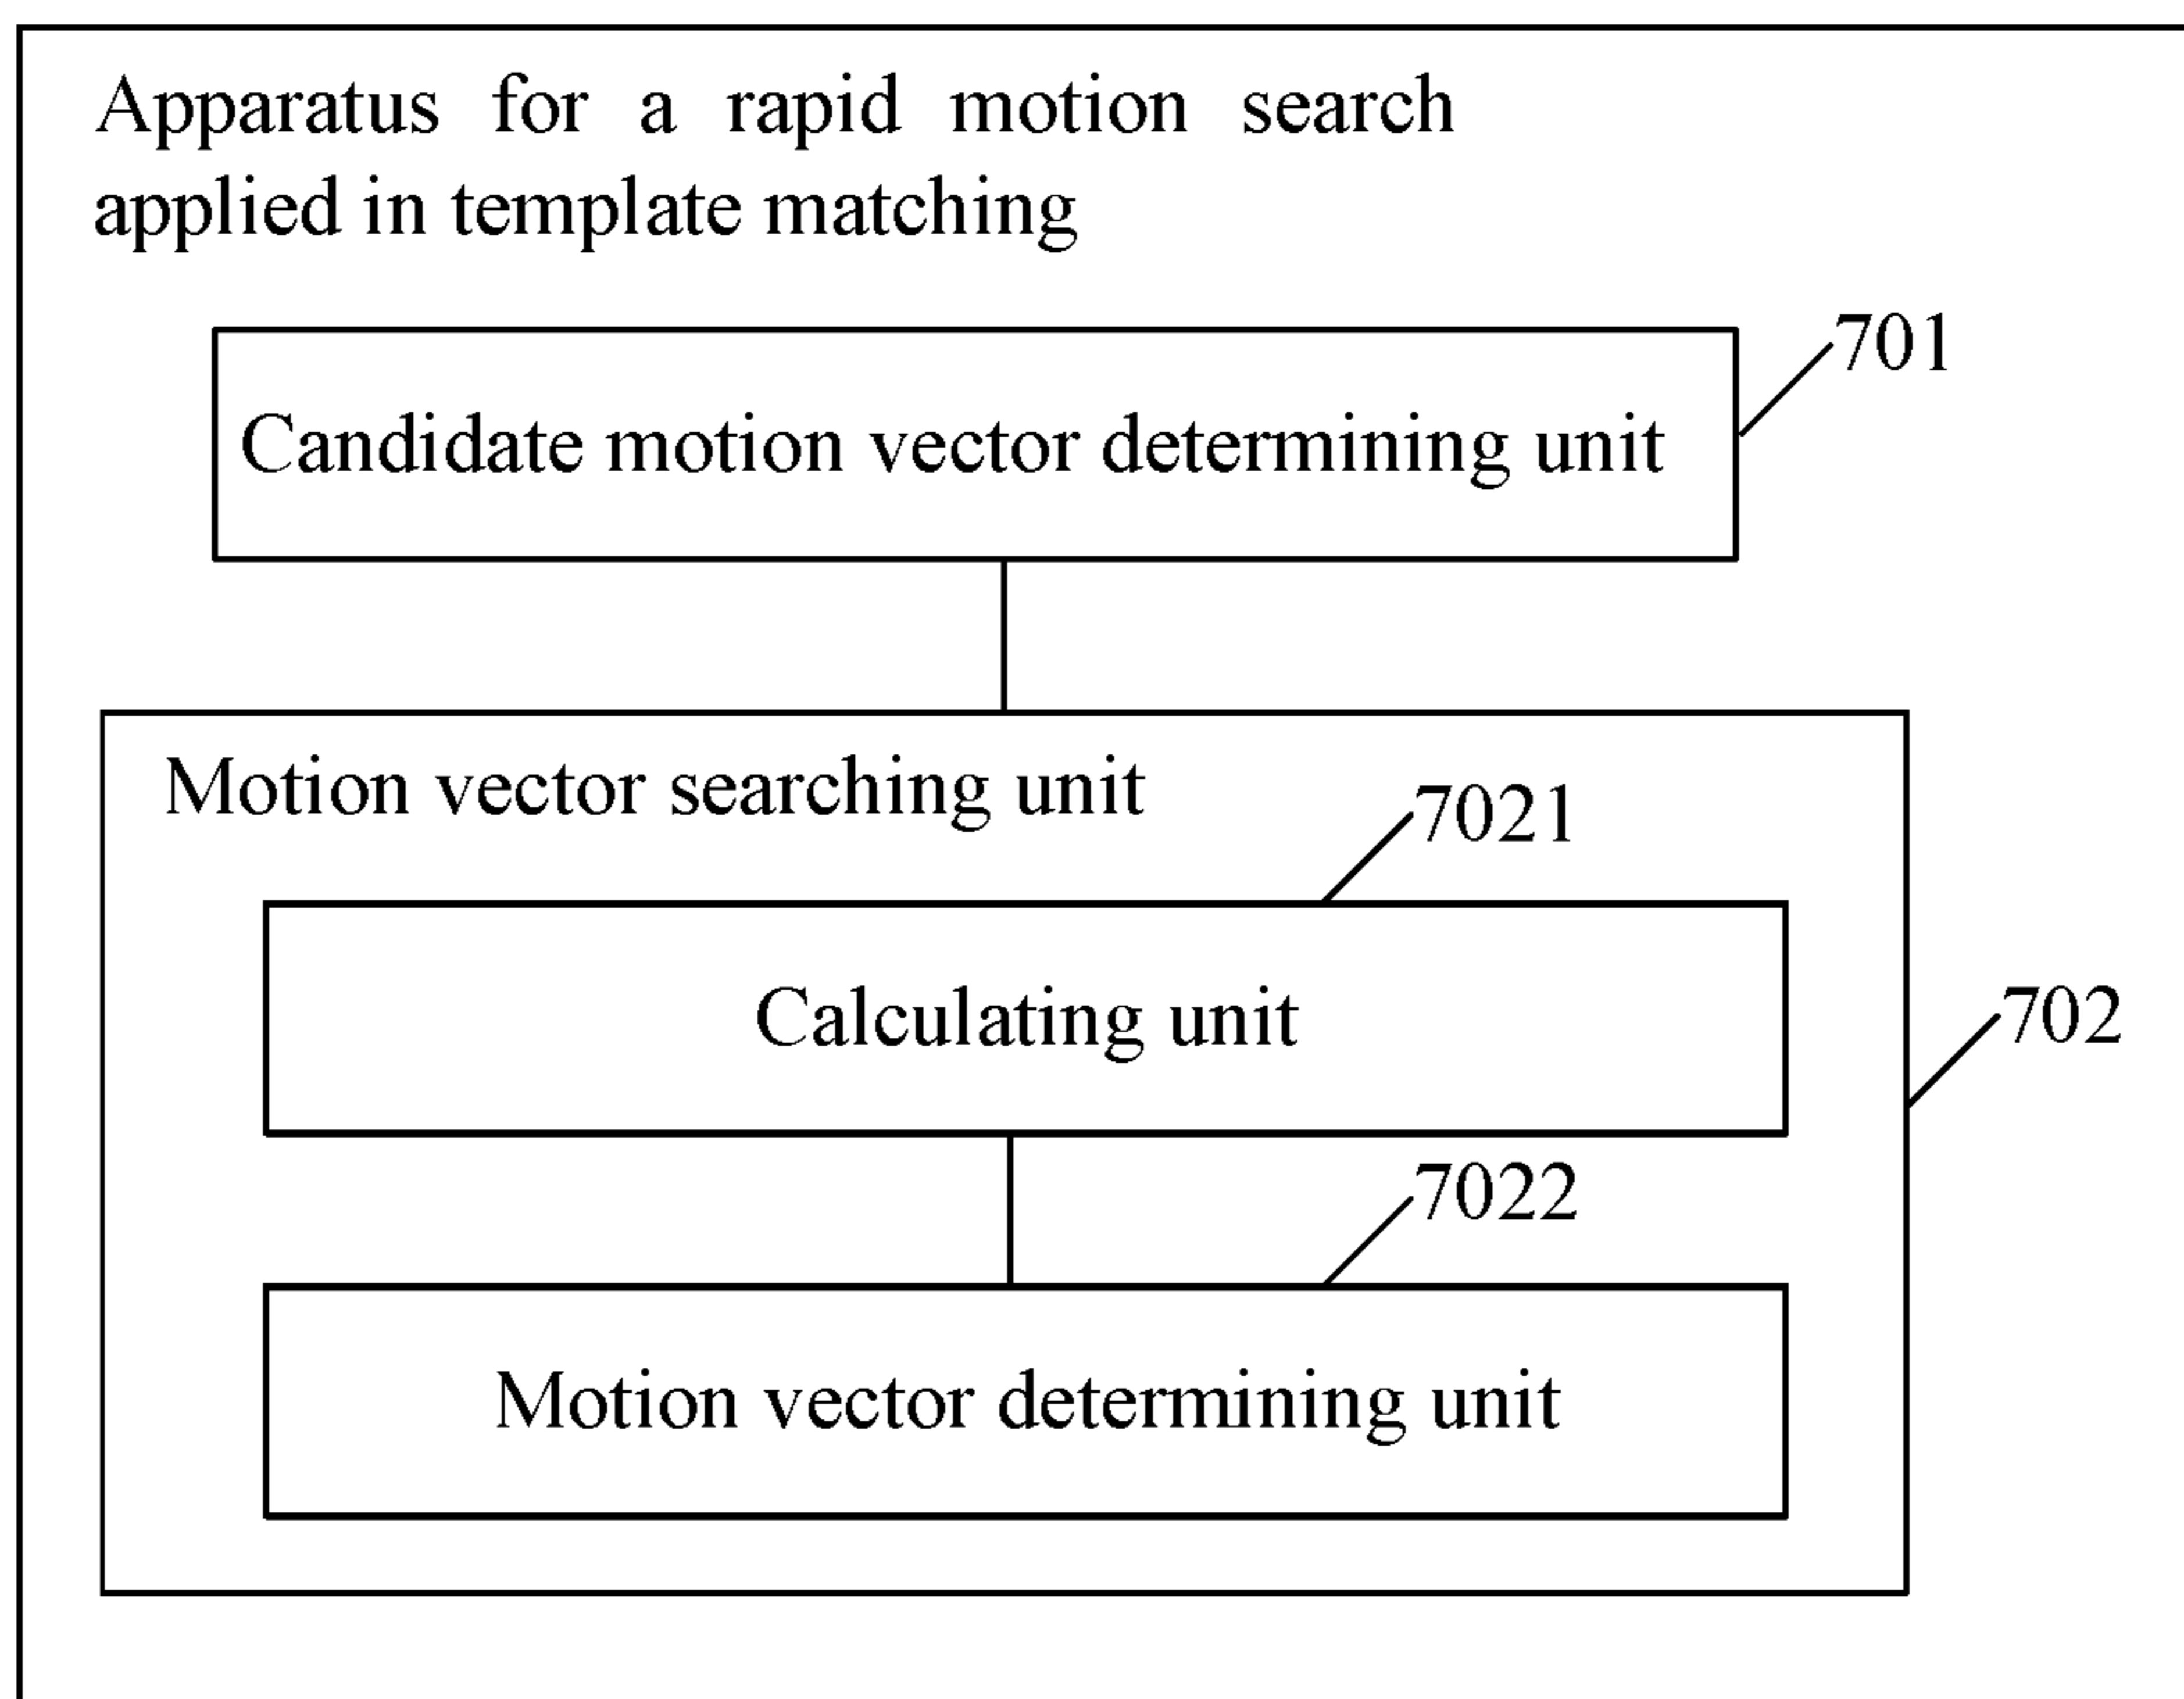 Apparatus for a rapid motion search
applied in template matching
701
Candidate motion vector determining unit
Motion vector searching unit
7021
Calculating unit
702
7022
Motion vector determining unit